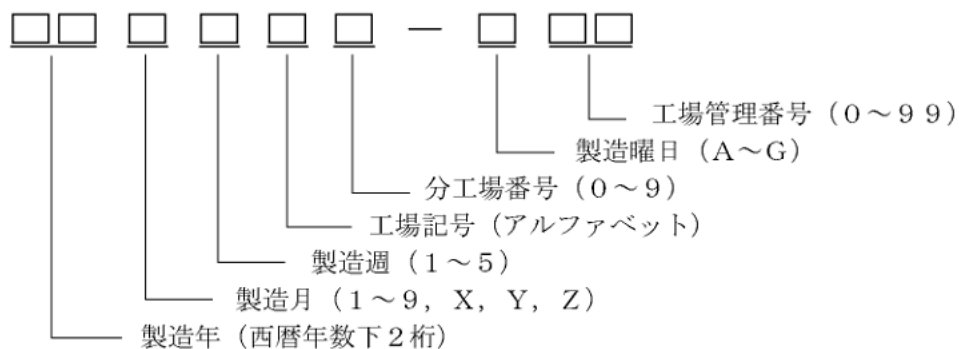 工場管理番号（０～９９）
製造曜日（Ａ～Ｇ）
分工場番号（０～９）
工場記号（アルファベット）
製造週（１～５）
製造月（１～９，Ｘ，Ｙ，Ｚ）
製造年（西暦年数下２桁）